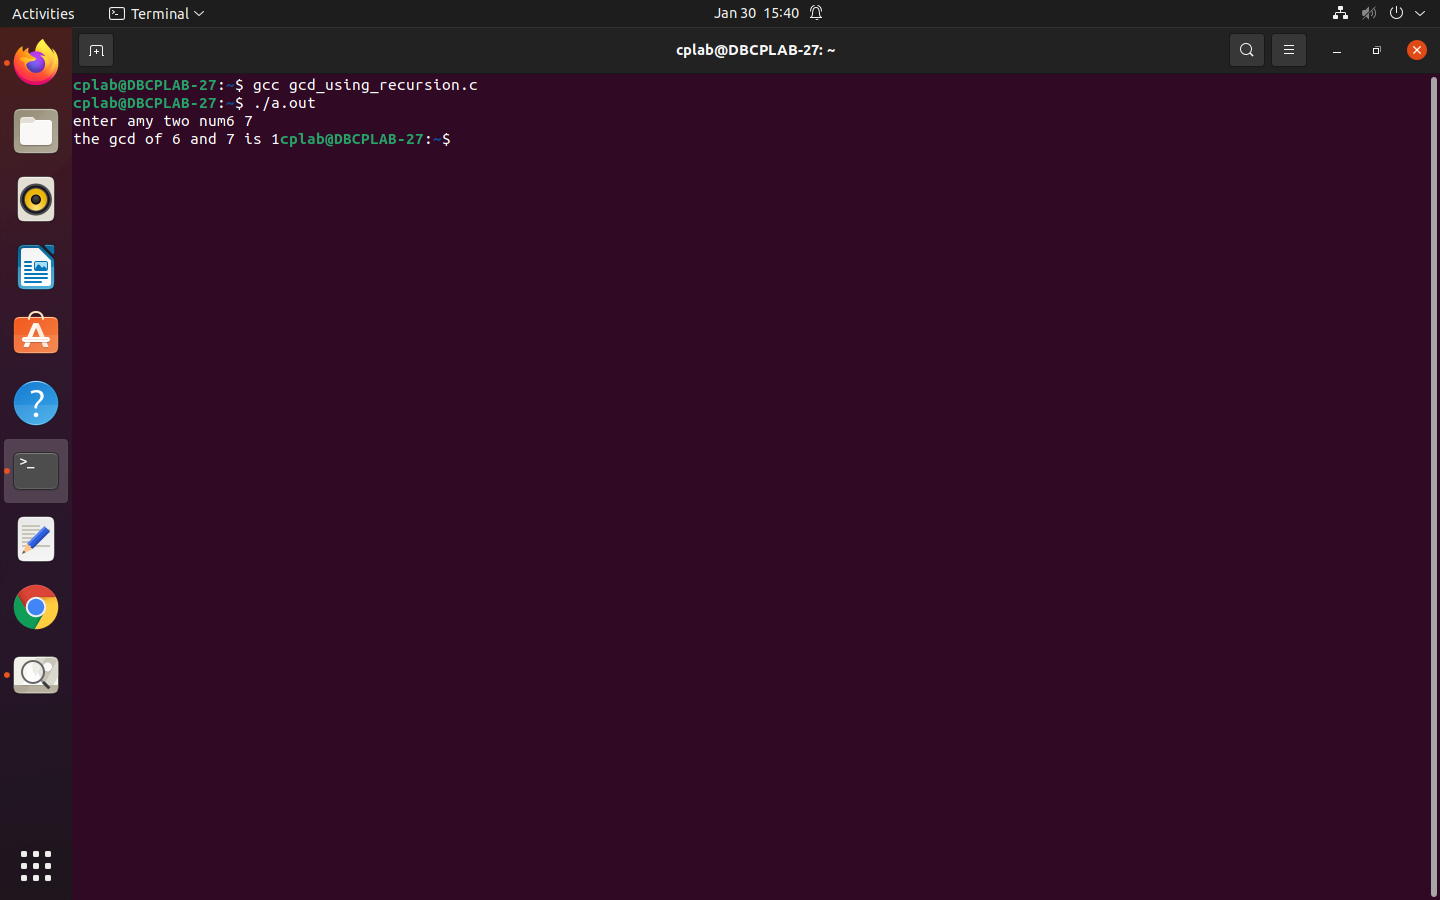 Activities
Terminal
Jan 30 15:40
cplab@DBCPLAB-27: ~
cplab@DBCPLAB-27:~$ gcc gcd_using_recursion.c
cplab@DBCPLAB-27:~$ ./a.out
enter amy two num6 7
the gcd of 6 and 7 is 1cplab@DBCPLAB-27:~$